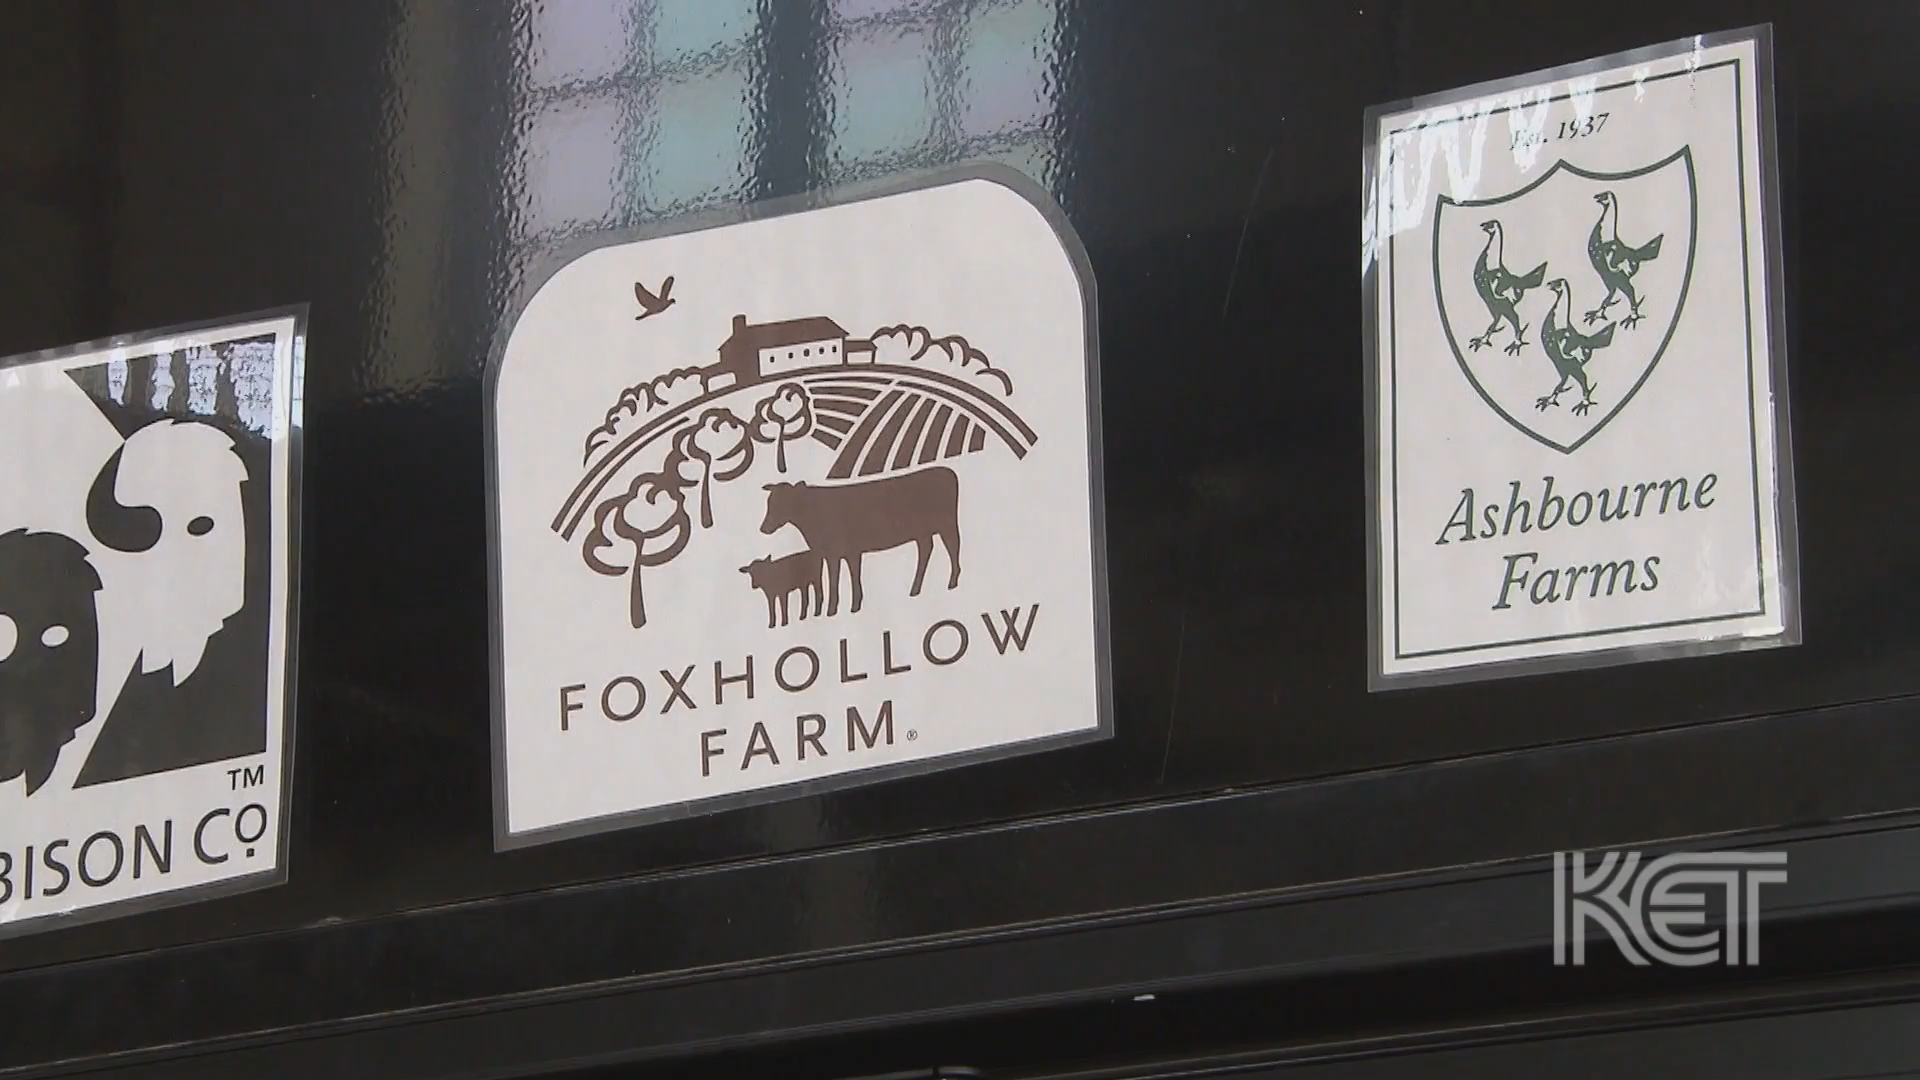 BISON CO
TM
FOXHOLLOW
FARM®
Est. 1937
Ashbourne
Farms
KET